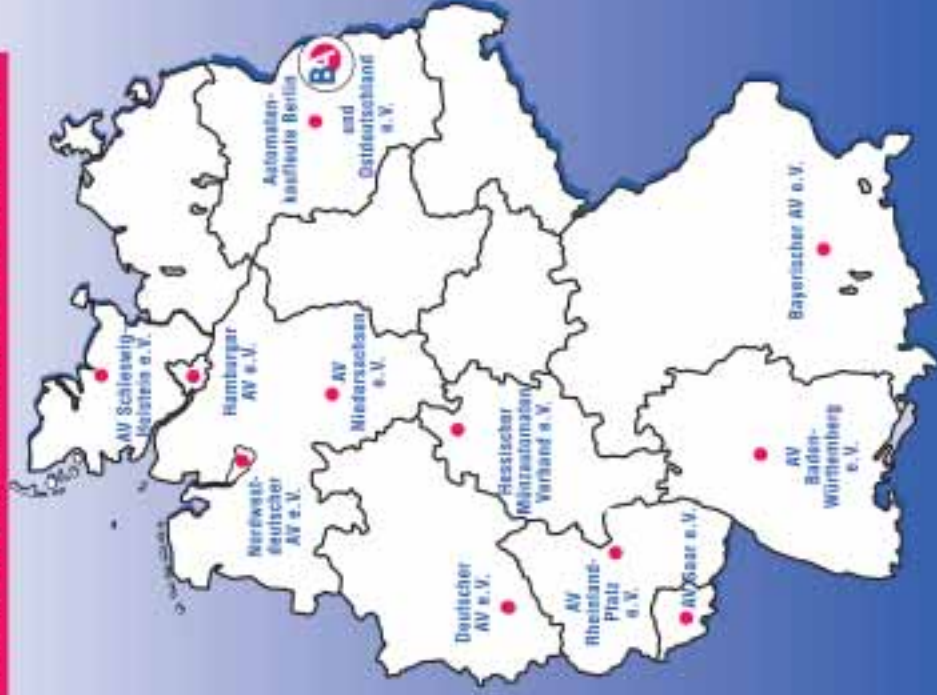 AV Schleswig-
Holstein e.V.
Hamburger
AV e.V.
Nordwest-
deutscher
AV e.V.
AV
Niedersachsen
e.V.
Automaten-
kaufleute Berlin
und
Ostdeutschland
e.V.
BA
Deutscher
AV e.V.
Hessischer
Münzautomaten
Verband e.V.
AV
Rheinland-
Pfalz
e.V.
AV Saar e.V.
AV
Baden-
Württemberg
e.V.
Bayerischer AV e.V.